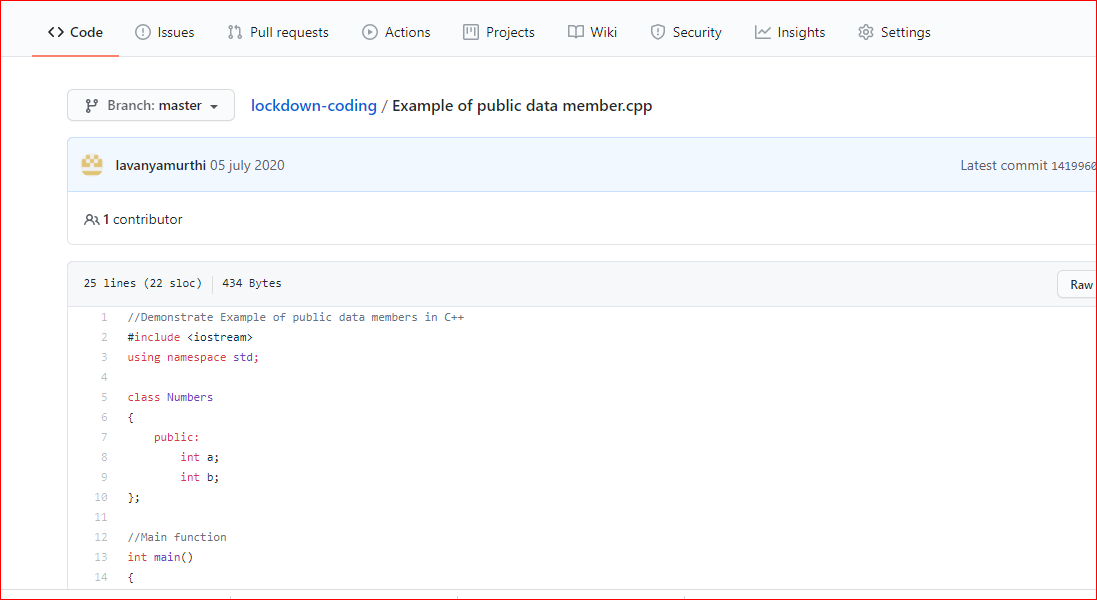 Code Issues Pull requests Actions Projects Wiki Security Insights Settings
Branch: master lockdown-coding / Example of public data member.cpp
lavanyamurthi 05 july 2020 Latest commit 1419960
1 contributor
25 lines (22 sloc) 434 Bytes Raw
1 //Demonstrate Example of public data members in C++
2 #include <iostream>
3 using namespace std;
4
5 class Numbers
6 {
7 public:
8 int a;
9 int b;
10 };
11
12 //Main function
13 int main()
14 {